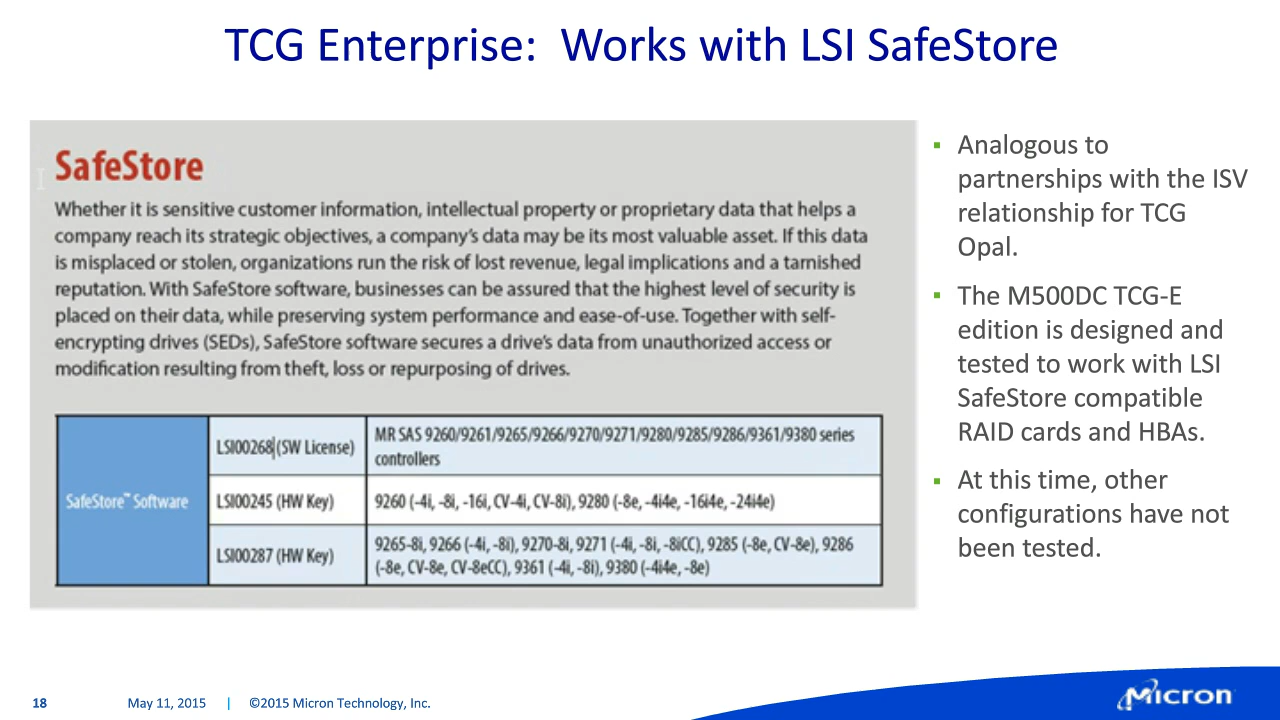 TCG Enterprise:  Works with LSI SafeStore
SafeStore
Whether it is sensitive customer information, intellectual property or proprietary data that helps a
company reach its strategic objectives, a company's data may be its most valuable asset. If this data
is misplaced or stolen, organizations run the risk of lost revenue, legal implications and a tarnished
reputation. With SafeStore software, businesses can be assured that the highest level of security is
placed on their data, while preserving system performance and ease-of-use. Together with self-
encrypting drives (SEDs), SafeStore software secures a drive's data from unauthorized access or
modification resulting from theft, loss or repurposing of drives.
SafeStore™ Software
LSI00268 (SW License)
MR SAS 9260/9261/9265/9266/9270/9271/9280/9285/9286/9361/9380 series
controllers
LSI00245 (HW Key)
9260 (-4i, -8i, -16i, CV-4i, CV-8i), 9280 (-8e, -4i4e, -16i4e, -24i4e)
LSI00287 (HW Key)
9265-8i, 9266 (-4i, -8i), 9270-8i, 9271 (-4i, -8i, -8iCC), 9285 (-8e, CV-8e), 9286
(-8e, CV-8e, CV-8eCC), 9361 (-4i, -8i), 9380 (-4i4e, -8e)
▪ Analogous to
partnerships with the ISV
relationship for TCG
Opal.
▪ The M500DC TCG-E
edition is designed and
tested to work with LSI
SafeStore compatible
RAID cards and HBAs.
▪ At this time, other
configurations have not
been tested.
18 May 11, 2015 | ©2015 Micron Technology, Inc.
Micron